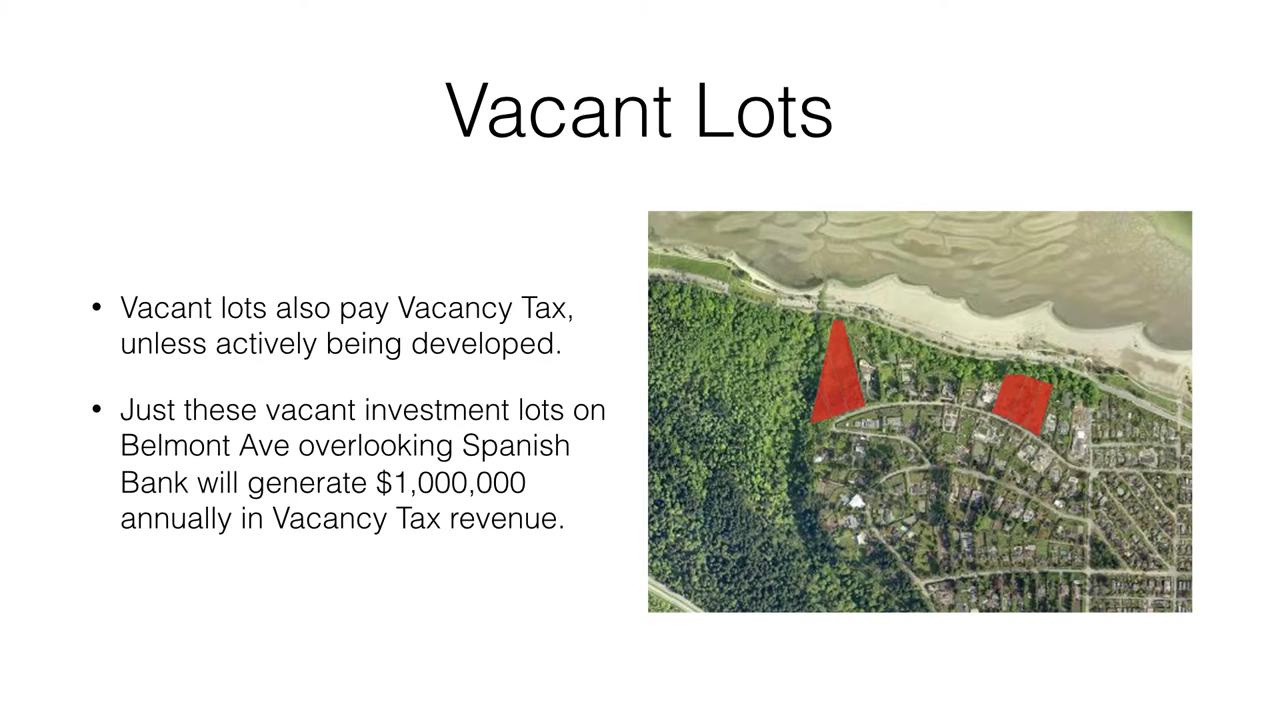 Vacant Lots
• Vacant lots also pay Vacancy Tax,
unless actively being developed.
• Just these vacant investment lots on
Belmont Ave overlooking Spanish
Bank will generate $1,000,000
annually in Vacancy Tax revenue.